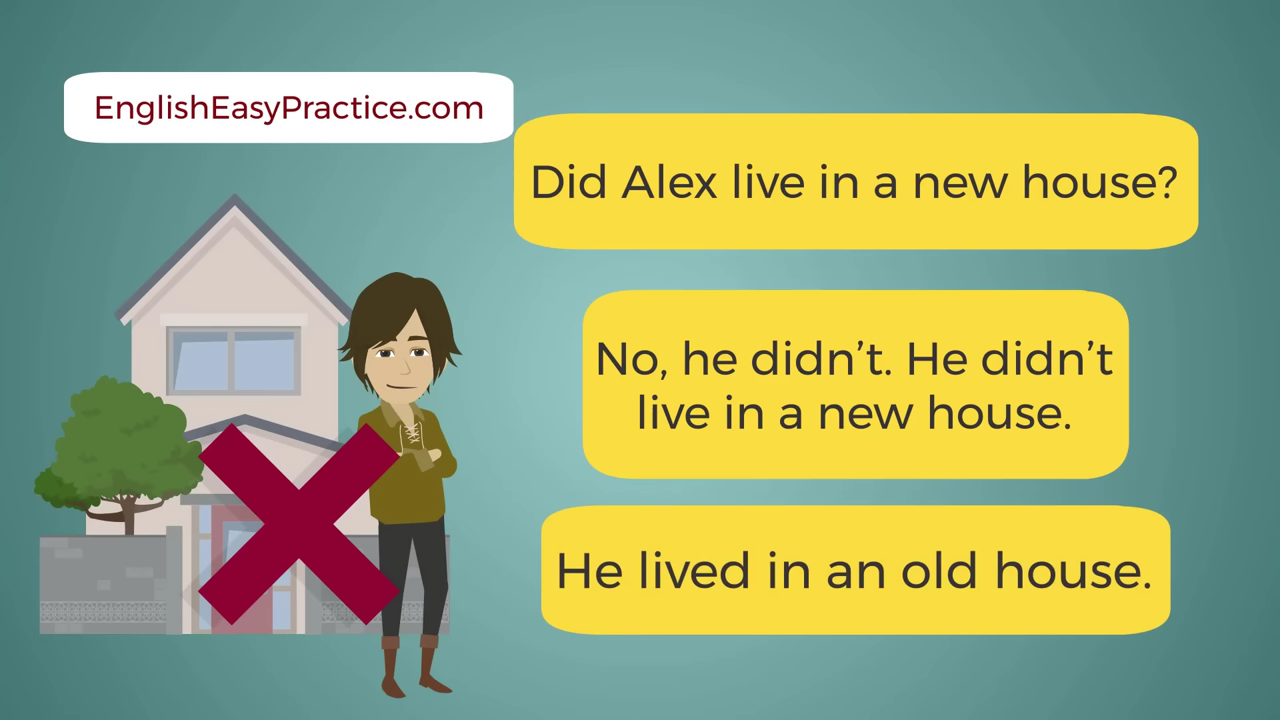 EnglishEasyPractice.com
Did Alex live in a new house?
No, he didn’t. He didn’t
live in a new house.
He lived in an old house.